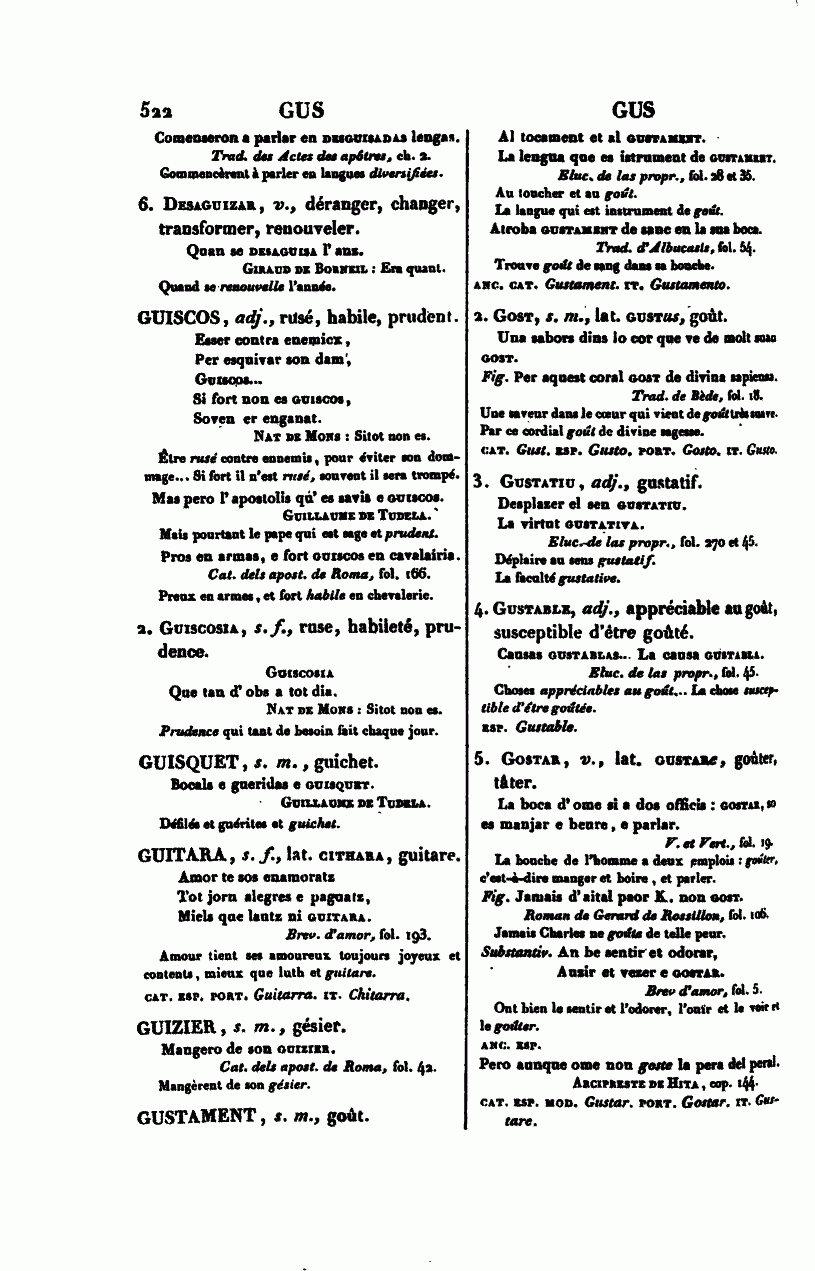 522 GUS
Comenseron a parlar en DESGUISADAS lengas.
Trad. des Actes des apôtres, ch. 2.
Commencèrent à parler en langues diversifiées.
6. DESAGUIZAR, v., déranger, changer,
transformer, renouveler.
Quan se DESAGUISA l' ans.
GIRAUD DE BORNEIL : Era quant.
Quand se renouvelle l'année.
GUISCOS, adj., rusé, habile, prudent.
Esser contra enemicx,
Per esquivar son dam',
GUISCOS...
Si fort non es GUISCOS,
Soven er enganat.
NAT DE MONS : Sitot non es.
Être rusé contre ennemis, pour éviter son dom-
mage... Si fort il n'est rusé, souvent il sera trompé.
Mas pero l' apostolis qu' es savis e GUISCOS.
GUILLAUME DE TUDELA.
Mais pourtant le pape qui est sage et prudent.
Pros en armas, e fort GUISCOS en cavalairia.
Cat. dels apost. de Roma, fol. 166.
Preux en armes, et fort habile en chevalerie.
2. GUISCOSIA, s. f., ruse, habileté, pru-
dence.
GUISCOSIA
Que tan d' obs a tot dia.
NAT DE MONS : Sitot non es.
Prudence qui tant de besoin fait chaque jour.
GUISQUET, s. m., guichet.
Bocals e gueridas e GUISQUET.
GUILLAUME DE TUDELA.
Défilés et guérites et guichet.
GUITARA, s. f., lat. CITHARA, guitare.
Amor te sos enamoratz
Tot jorn alegres e paguatz,
Miels que lautz ni GUITARA.
Brev. d'amor, fol. 193.
Amour tient ses amoureux toujours joyeux et
contents, mieux que luth et guitare.
CAT. ESP. PORT. Guitarra. IT. Chitarra.
GUIZIER, s. m., gésier.
Mangero de son GUIZIER.
Cat. dels apost. de Roma, fol. 42.
Mangèrent de son gésier.
GUSTAMENT, s. m., goût.
GUS
Al tocament et al GUSTAMENT.
La lengua que es istrument de GUSTAMENT.
Eluc. de las propr., fol. 28 et 35.
Au toucher et au goût.
La langue qui est instrument de goût.
Atroba GUSTAMENT de sanc en la sua boca.
Trad. d'Albucasis, fol. 54.
Trouve goût de sang dans sa bouche.
ANC. CAT. Gustament. IT. Gustamento.
2. GOST, s. m., lat. GUSTUS, goût.
Una sabors dins lo cor que ve de molt suau
GOST.
Fig. Per aquest coral GOST de divina sapiensa.
Trad. de Bède, fol. 18.
Une saveur dans le cœur qui vient de goût très suave.
Par ce cordial goût de divine sagesse.
CAT. Gust. ESP. Gusto. PORT. Gosto. IT. Gusto.
3. GUSTATIU, adj., gustatif.
Desplazer el sen GUSTATIU.
La virtut GUSTATIVA.
Eluc. de las propr., fol. 270 et 45.
Déplaire au sens gustatif.
La faculté gustative.
4. GUSTABLE, adj., appréciable au goût,
susceptible d'être goûté.
Causas GUSTABLAS... La causa GUSTABLA.
Eluc. de las propr., fol. 45.
Choses appréciables au goût... La chose suscep-
tible d'être goûtée.
ESP. Gustable.
5. GOSTAR, v., lat. GUSTARe, goûter,
tâter.
La boca d' ome si a dos officis : GOSTAR, so
es manjar e beure, e parlar.
V. et Vert., fol. 19.
La bouche de l'homme a deux emplois : goûter,
c'est-à-dire manger et boire, et parler.
Fig. Jamais d' aital paor K. non GOST.
Roman de Gerard de Rossillon, fol. 106.
Jamais Charles ne goûte de telle peur.
Substantiv. An be sentir et odorar,
Auzir et vezer e GOSTAR.
Brev d'amor, fol. 5.
Ont bien le sentir et l'odorer, l'ouïr et le voir et
le goûter.
ANC. ESP.
Pero aunque ome non goste la pera del peral.
ARCIPRESTE DE HITA, cop. 144.
CAT. ESP. MOD. Gustar. PORT. Gostar. IT. Gus-
tare.